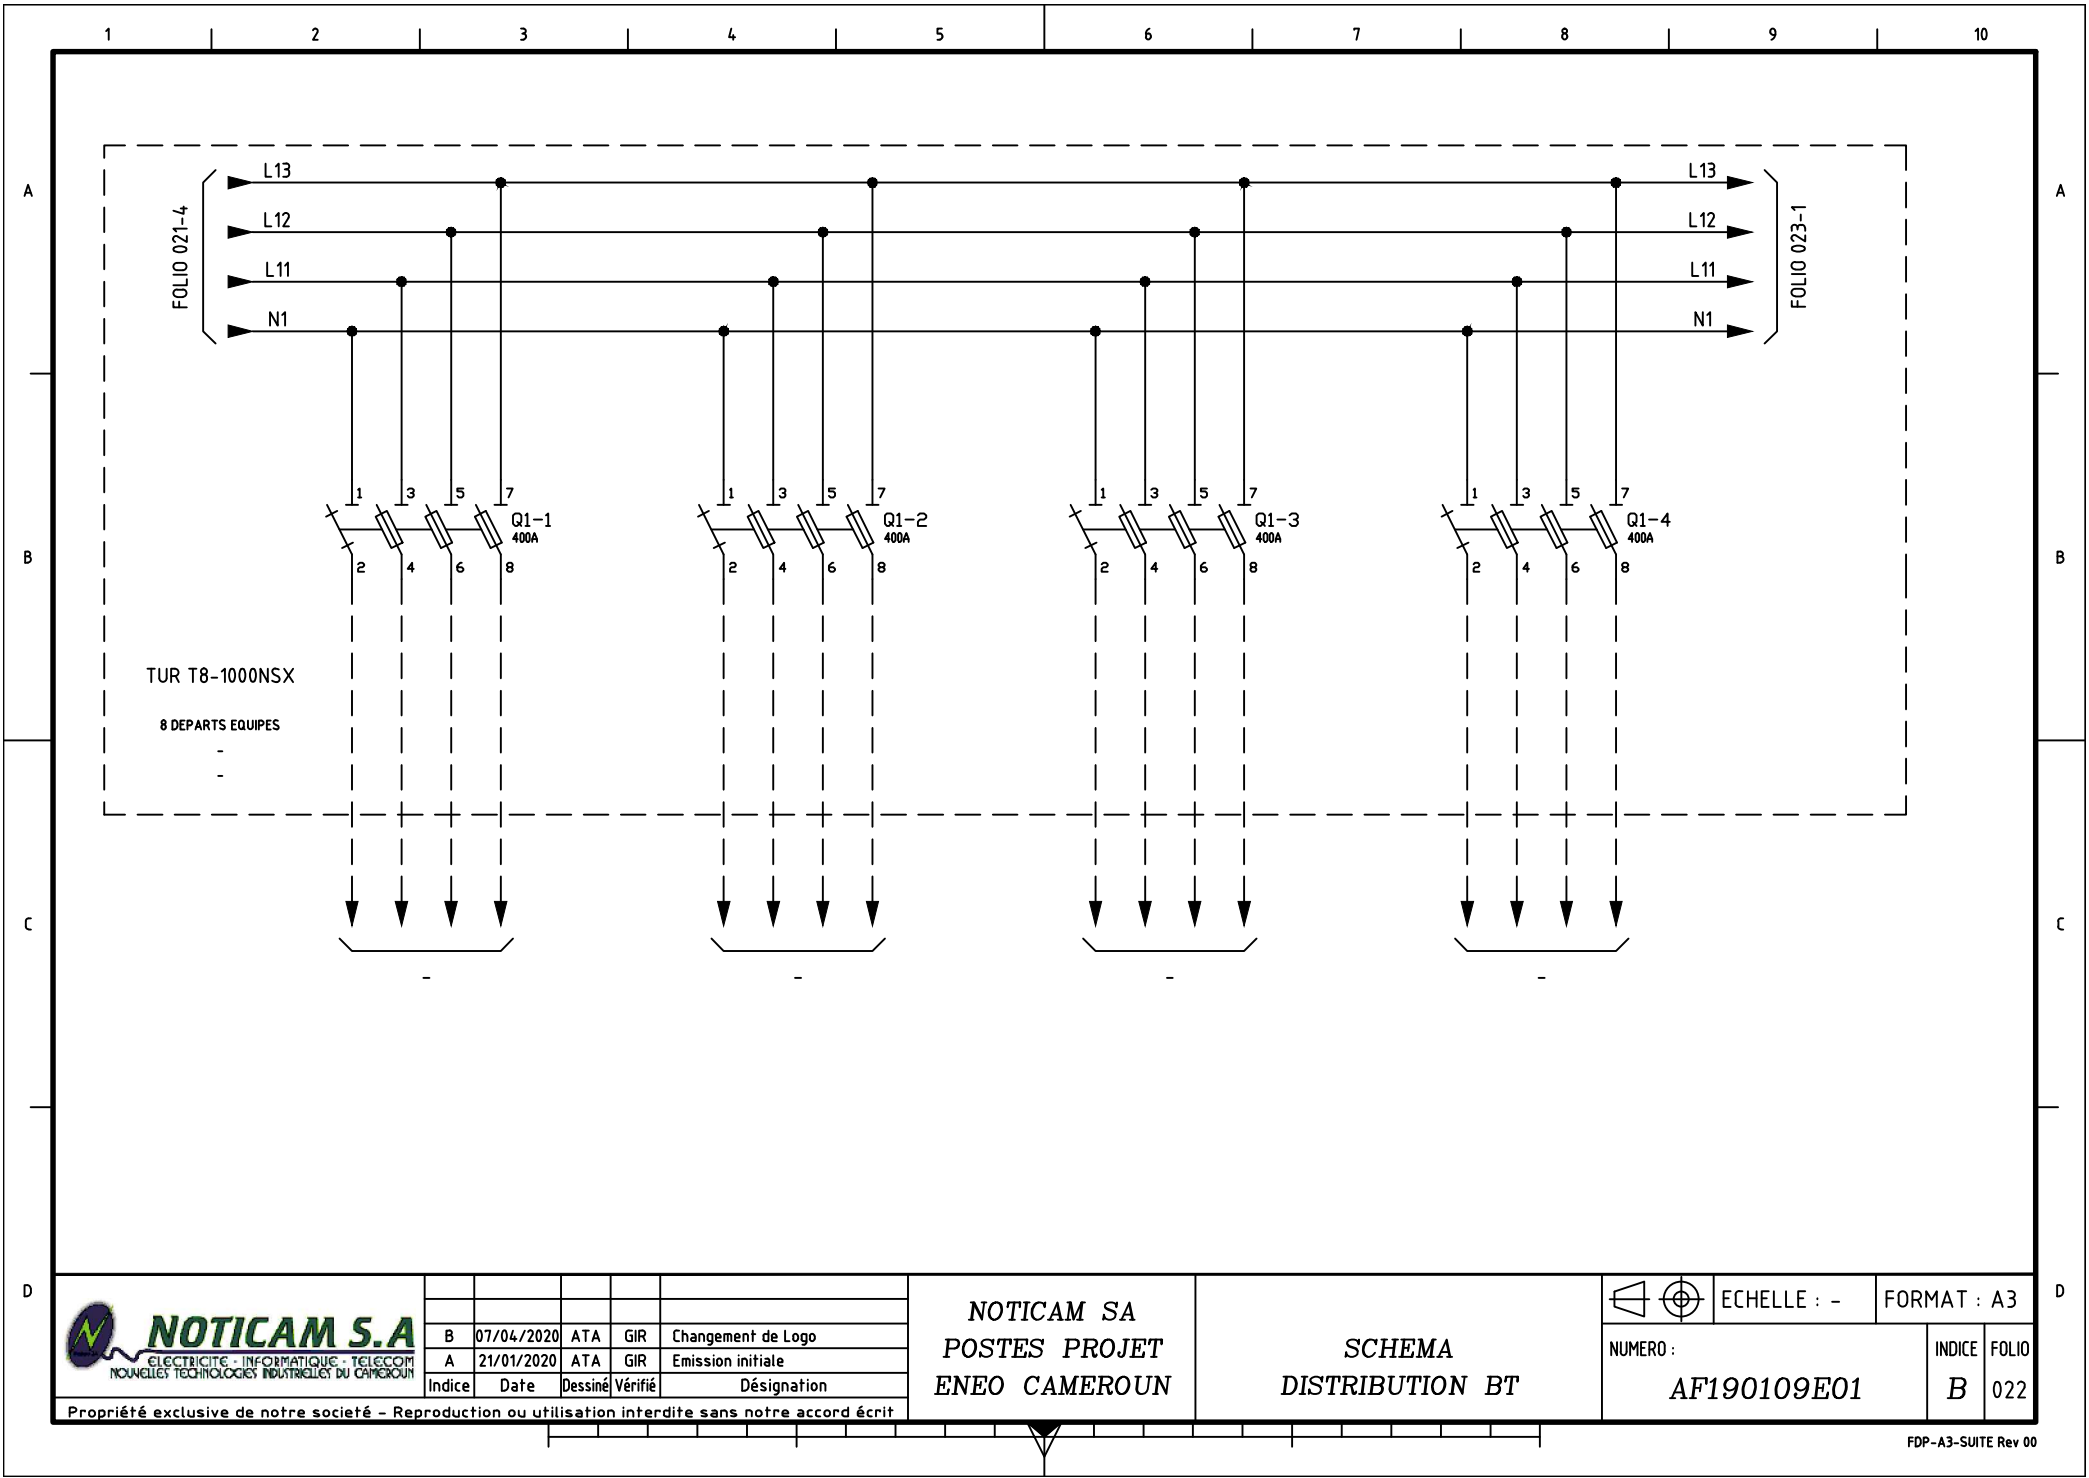 1 2 3 4 5 6 7 8 9 10
A A
B B
C C
D D
FOLIO 021-4
L13
L12
L11
N1
L13
L12
L11
N1
FOLIO 023-1
1 3 5 7
Q1-1
400A
2 4 6 8
1 3 5 7
Q1-2
400A
2 4 6 8
1 3 5 7
Q1-3
400A
2 4 6 8
1 3 5 7
Q1-4
400A
2 4 6 8
TUR T8-1000NSX
8 DEPARTS EQUIPES
-
-
- - - -
NOTICAM S.A
ELECTRICITE - INFORMATIQUE - TELECOM
NOUVELLES TECHNOLOGIES INDUSTRIELLES DU CAMEROUN
B 07/04/2020 ATA GIR Changement de Logo
A 21/01/2020 ATA GIR Emission initiale
Indice Date Dessiné Vérifié Désignation
Propriété exclusive de notre societé - Reproduction ou utilisation interdite sans notre accord écrit
NOTICAM SA
POSTES PROJET
ENEO CAMEROUN
SCHEMA
DISTRIBUTION BT
ECHELLE : -
FORMAT : A3
NUMERO :
AF190109E01
INDICE
B
FOLIO
022
FDP-A3-SUITE Rev 00